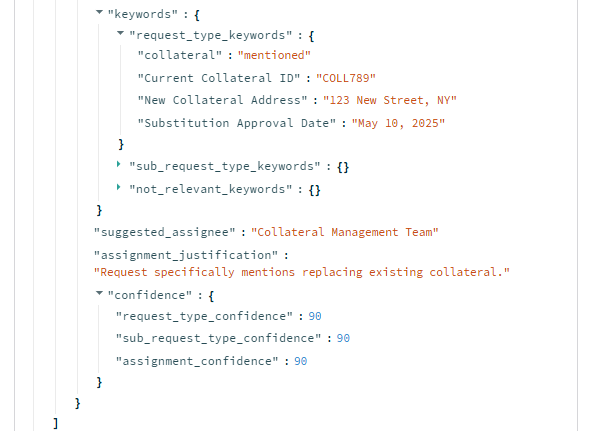 "keywords" : {
"request_type_keywords" : {
"collateral" : "mentioned"
"Current Collateral ID" : "COLL789"
"New Collateral Address" : "123 New Street, NY"
"Substitution Approval Date" : "May 10, 2025"
}
"sub_request_type_keywords" : {}
"not_relevant_keywords" : {}
}
"suggested_assignee" : "Collateral Management Team"
"assignment_justification" :
"Request specifically mentions replacing existing collateral."
"confidence" : {
"request_type_confidence" : 90
"sub_request_type_confidence" : 90
"assignment_confidence" : 90
}
}
]